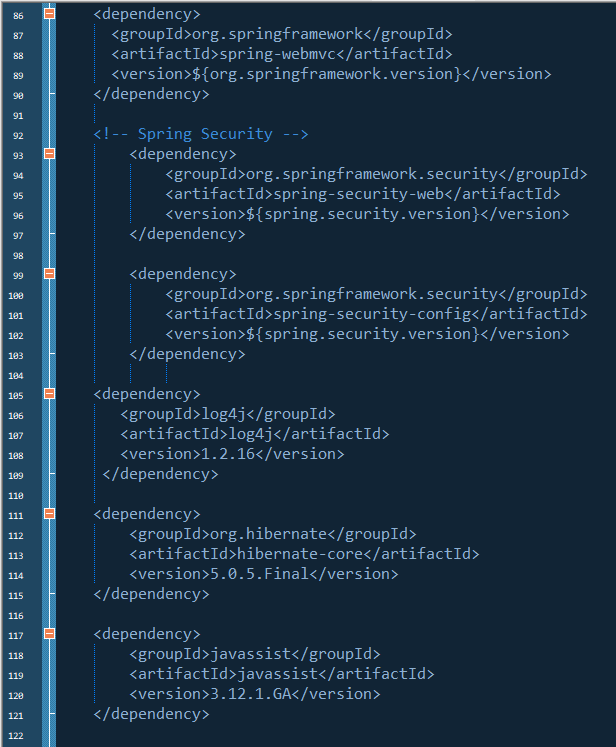 86 <dependency>
87 <groupId>org.springframework</groupId>
88 <artifactId>spring-webmvc</artifactId>
89 <version>${org.springframework.version}</version>
90 </dependency>
91
92 <!-- Spring Security -->
93 <dependency>
94 <groupId>org.springframework.security</groupId>
95 <artifactId>spring-security-web</artifactId>
96 <version>${spring.security.version}</version>
97 </dependency>
98
99 <dependency>
100 <groupId>org.springframework.security</groupId>
101 <artifactId>spring-security-config</artifactId>
102 <version>${spring.security.version}</version>
103 </dependency>
104
105 <dependency>
106 <groupId>log4j</groupId>
107 <artifactId>log4j</artifactId>
108 <version>1.2.16</version>
109 </dependency>
110
111 <dependency>
112 <groupId>org.hibernate</groupId>
113 <artifactId>hibernate-core</artifactId>
114 <version>5.0.5.Final</version>
115 </dependency>
116
117 <dependency>
118 <groupId>javassist</groupId>
119 <artifactId>javassist</artifactId>
120 <version>3.12.1.GA</version>
121 </dependency>
122